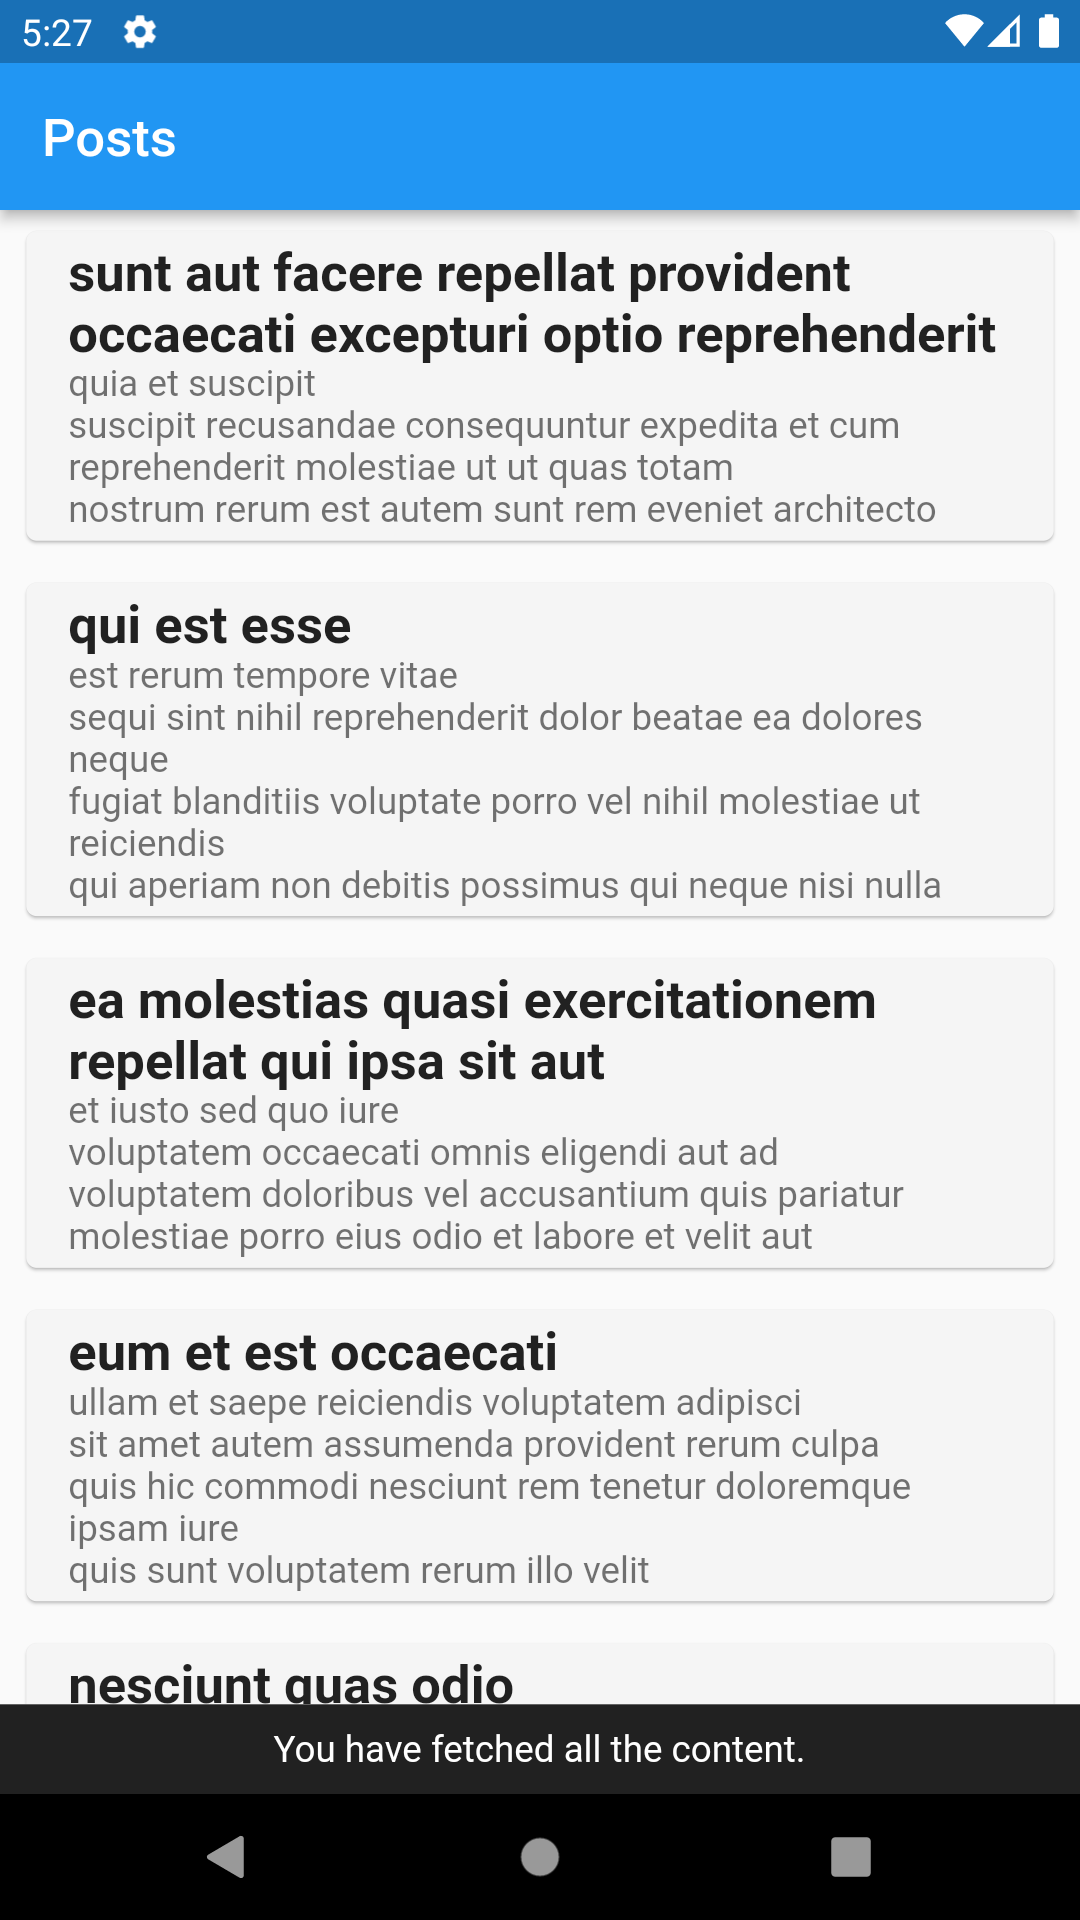 5:27
Posts
sunt aut facere repellat provident
occaecati excepturi optio reprehenderit
quia et suscipit
suscipit recusandae consequuntur expedita et cum
reprehenderit molestiae ut ut quas totam
nostrum rerum est autem sunt rem eveniet architecto
qui est esse
est rerum tempore vitae
sequi sint nihil reprehenderit dolor beatae ea dolores
neque
fugiat blanditiis voluptate porro vel nihil molestiae ut
reiciendis
qui aperiam non debitis possimus qui neque nisi nulla
ea molestias quasi exercitationem
repellat qui ipsa sit aut
et iusto sed quo iure
voluptatem occaecati omnis eligendi aut ad
voluptatem doloribus vel accusantium quis pariatur
molestiae porro eius odio et labore et velit aut
eum et est occaecati
ullam et saepe reiciendis voluptatem adipisci
sit amet autem assumenda provident rerum culpa
quis hic commodi nesciunt rem tenetur doloremque
ipsam iure
quis sunt voluptatem rerum illo velit
nesciunt quas odio
You have fetched all the content.